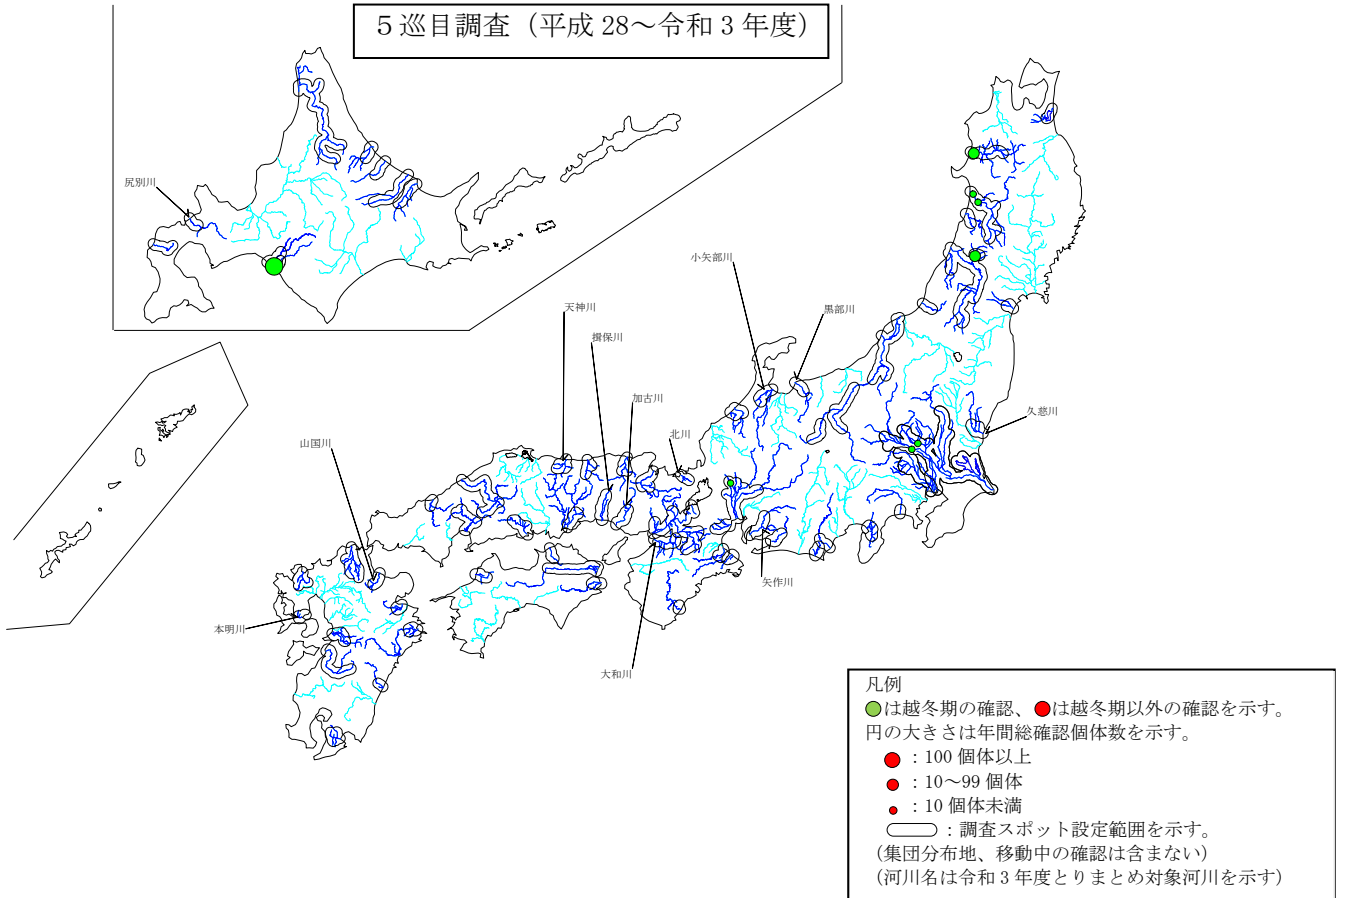 ５巡目調査（平成 28～令和３年度）
尻別川
小矢部川
天神川
黒部川
揖保川
加古川
久慈川
北川
山国川
矢作川
本明川
大和川
凡例
は越冬期の確認、は越冬期以外の確認を示す。
円の大きさは年間総確認個体数を示す。
：100 個体以上
：10～99 個体
：10 個体未満
：調査スポット設定範囲を示す。
（集団分布地、移動中の確認は含まない）
（河川名は令和３年度とりまとめ対象河川を示す）